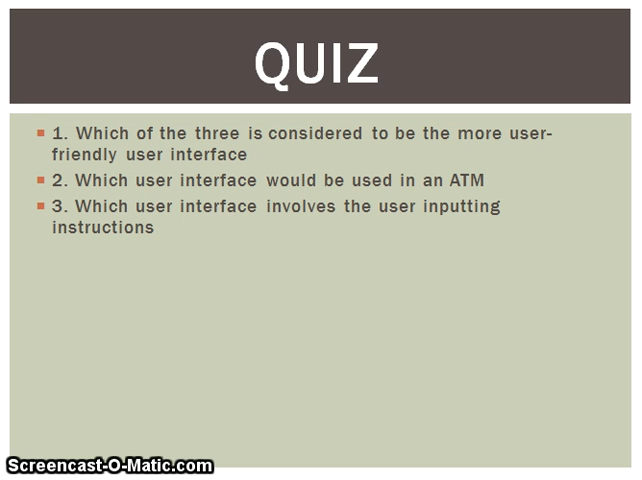 QUIZ
1. Which of the three is considered to be the more user-
friendly user interface
2. Which user interface would be used in an ATM
3. Which user interface involves the user inputting
instructions
Screencast-O-Matic.com